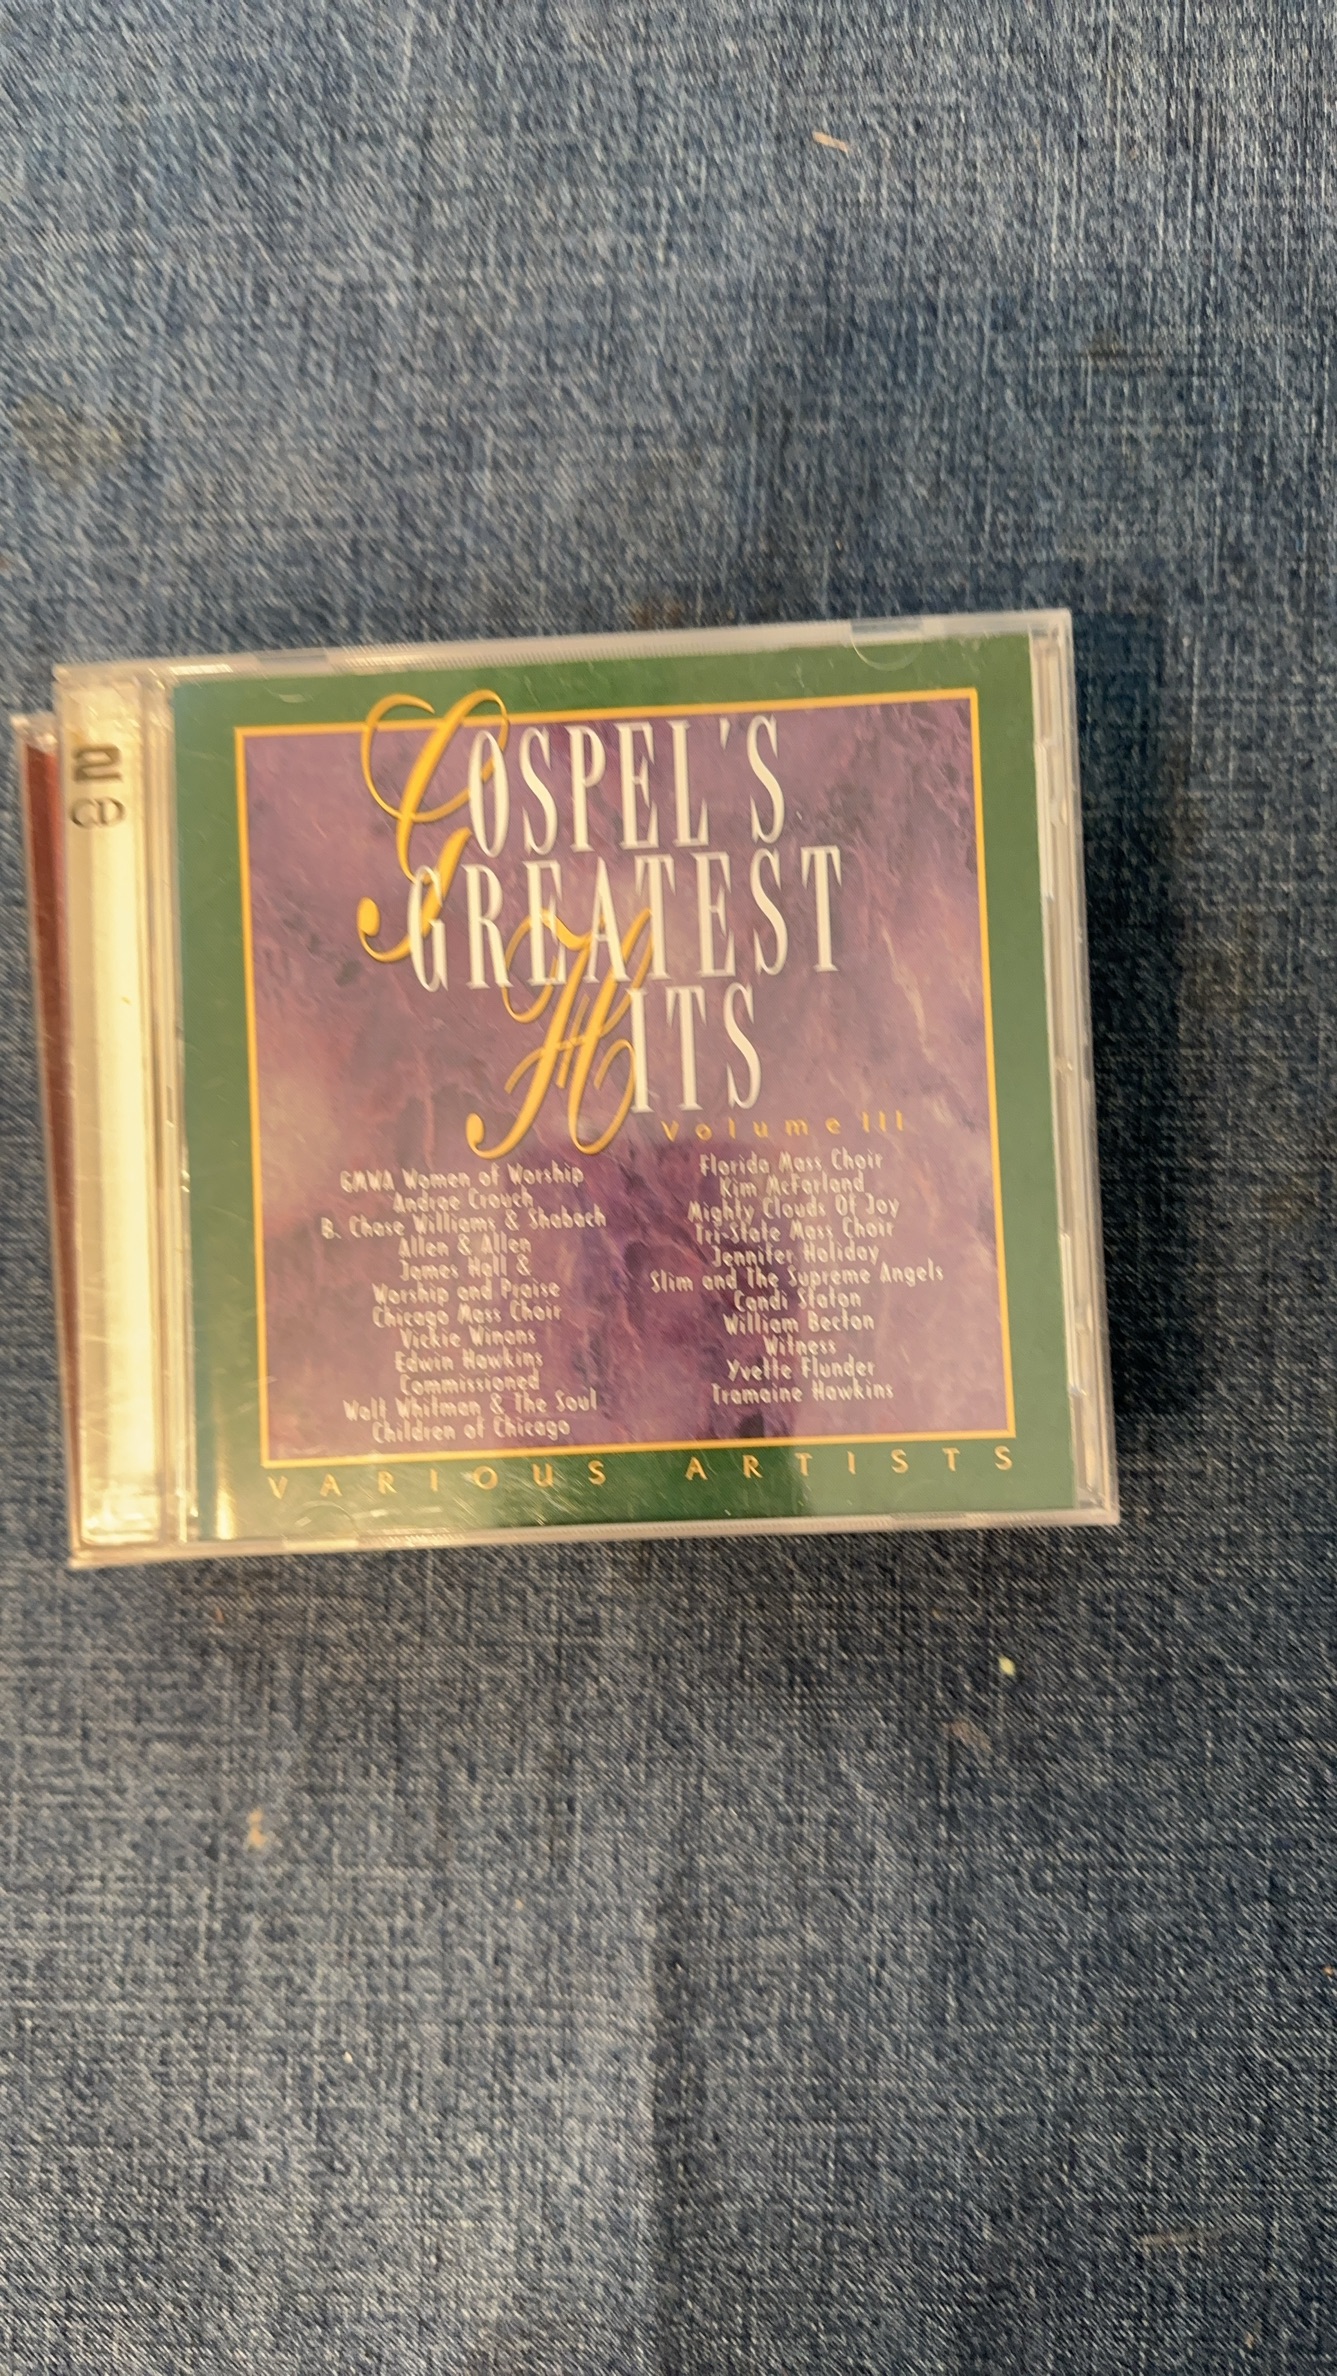 2
CD
GOSPEL'S
GREATEST
HITS
Volume III
GMWA Women of Worship
Andrae Crouch
B. Chase Williams & Shabach
Allen & Allen
James Hall &
Worship and Praise
Chicago Mass Choir
Vickie Winans
Edwin Hawkins
Commissioned
Walt Whitman & The Soul
Children of Chicago
Florida Mass Choir
Kim McFarland
Mighty Clouds Of Joy
Tri-State Mass Choir
Jennifer Holiday
Slim and The Supreme Angels
Candi Staton
William Becton
Witness
Yvette Flunder
Tramaine Hawkins
VARIOUS ARTISTS